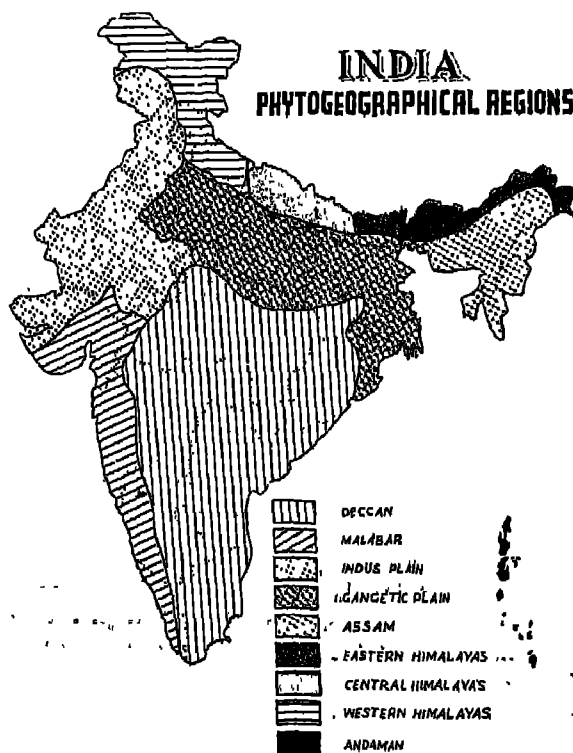 INDIA
PHYTOGEOGRAPHICAL REGIONS
DECCAN
MALABAR
INDUS PLAIN
GANGETIC PLAIN
ASSAM
EASTERN HIMALAYAS
CENTRAL HIMALAYAS
WESTERN HIMALAYAS
ANDAMAN